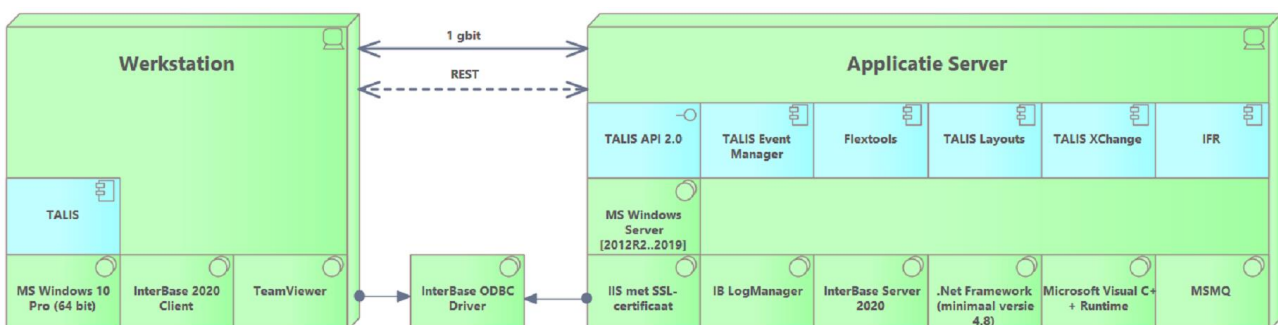 1 gbit
Werkstation
Applicatie Server
REST
TALIS API 2.0
TALIS Event
Manager
Flextools
TALIS Layouts
TALIS XChange
IFR
TALIS
MS Windows
Server
[2012R2..2019]
MS Windows 10
Pro (64 bit)
InterBase 2020
Client
TeamViewer
InterBase ODBC
Driver
IIS met SSL-
certificaat
IB LogManager
InterBase Server
2020
.Net Framework
(minimaal versie
4.8)
Microsoft Visual C+
+ Runtime
MSMQ